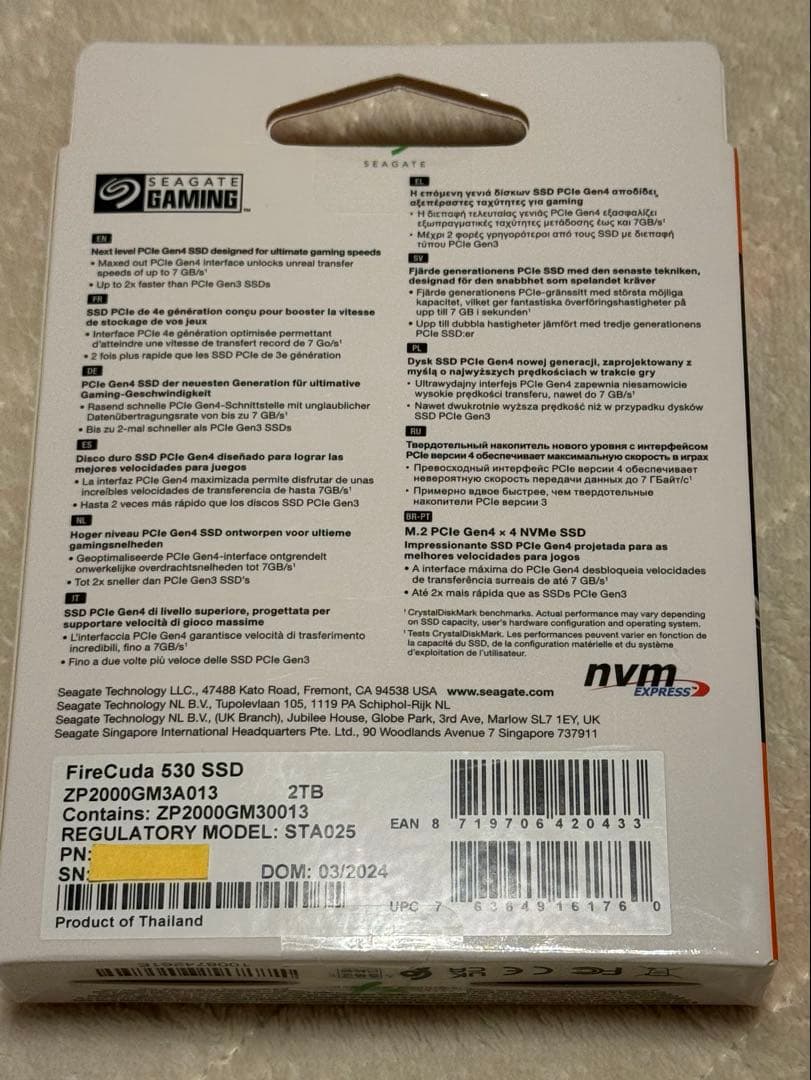 SEAGATE
SEAGATE
GAMING™
EN
Next level PCIe Gen4 SSD designed for ultimate gaming speeds
• Maxed out PCIe Gen4 interface unlocks unreal transfer
speeds of up to 7 GB/s¹
• Up to 2x faster than PCIe Gen3 SSDs
FR
SSD PCIe de 4e génération conçu pour booster la vitesse
de stockage de vos jeux
• Interface PCIe 4e génération optimisée permettant
d'atteindre une vitesse de transfert record de 7 Go/s¹
• 2 fois plus rapide que les SSD PCIe de 3e génération
DE
PCIe Gen4 SSD der neuesten Generation für ultimative
Gaming-Geschwindigkeit
• Rasend schnelle PCIe Gen4-Schnittstelle mit unglaublicher
Datenübertragungsrate von bis zu 7 GB/s¹
• Bis zu 2-mal schneller als PCIe Gen3 SSDs
ES
Disco duro SSD PCIe Gen4 diseñado para lograr las
mejores velocidades para juegos
• La interfaz PCIe Gen4 maximizada permite disfrutar de unas
increíbles velocidades de transferencia de hasta 7GB/s¹
• Hasta 2 veces más rápido que los discos SSD PCIe Gen3
NL
Hoger niveau PCIe Gen4 SSD ontworpen voor ultieme
gamingsnelheden
• Geoptimaliseerde PCIe Gen4-interface ontgrendelt
onwerkelijke overdrachtsnelheden tot 7GB/s¹
• Tot 2x sneller dan PCIe Gen3 SSD's
IT
SSD PCIe Gen4 di livello superiore, progettata per
supportare velocità di gioco massime
• L'interfaccia PCIe Gen4 garantisce velocità di trasferimento
incredibili, fino a 7GB/s¹
• Fino a due volte più veloce delle SSD PCIe Gen3
EL
Η επόμενη γενιά δίσκων SSD PCIe Gen4 αποδίδει,
αξεπέραστες ταχύτητες για gaming
• Η διεπαφή τελευταίας γενιάς PCIe Gen4 εξασφαλίζει
εξωπραγματικές ταχύτητες μετάδοσης έως και 7GB/s¹
• Μέχρι 2 φορές γρηγορότεροι από τους SSD με διεπαφή
τύπου PCIe Gen3
SV
Fjärde generationens PCIe SSD med den senaste tekniken,
designad för den snabbhet som spelandet kräver
• Fjärde generationens PCIe-gränssitt med största möjliga
kapacitet, vilket ger fantastiska överföringshastigheter på
upp till 7 GB i sekunden¹
• Upp till dubbla hastigheter jämfört med tredje generationens
PCIe SSD:er
PL
Dysk SSD PCIe Gen4 nowej generacji, zaprojektowany z
myślą o najwyższych prędkościach w trakcie gry
• Ultrawydajny interfejs PCIe Gen4 zapewnia niesamowicie
wysokie prędkości transferu, nawet do 7 GB/s¹
• Nawet dwukrotnie wyższa prędkość niż w przypadku dysków
SSD PCIe Gen3
RU
Твердотельный накопитель нового уровня с интерфейсом
PCIe версии 4 обеспечивает максимальную скорость в играх
• Превосходный интерфейс PCIe версии 4 обеспечивает
невероятную скорость передачи данных до 7 ГБайт/с¹
• Примерно вдвое быстрее, чем твердотельные
накопители PCIe версии 3
BR-PT
M.2 PCIe Gen4 × 4 NVMe SSD
Impressionante SSD PCIe Gen4 projetada para as
melhores velocidades para jogos
• A interface máxima do PCIe Gen4 desbloqueia velocidades
de transferência surreais de até 7 GB/s¹
• Até 2x mais rápida que as SSDs PCIe Gen3
¹ CrystalDiskMark benchmarks. Actual performance may vary depending
on SSD capacity, user's hardware configuration and operating system.
¹ Tests CrystalDiskMark. Les performances peuvent varier en fonction de
la capacité du SSD, de la configuration matérielle et du système
d'exploitation de l'utilisateur.
nvm
EXPRESS™
Seagate Technology LLC., 47488 Kato Road, Fremont, CA 94538 USA www.seagate.com
Seagate Technology NL B.V., Tupolevlaan 105, 1119 PA Schiphol-Rijk NL
Seagate Technology NL B.V., (UK Branch), Jubilee House, Globe Park, 3rd Ave, Marlow SL7 1EY, UK
Seagate Singapore International Headquarters Pte. Ltd., 90 Woodlands Avenue 7 Singapore 737911
FireCuda 530 SSD
ZP2000GM3A013 2TB
Contains: ZP2000GM30013
REGULATORY MODEL: STA025
PN:
SN:
DOM: 03/2024
Product of Thailand
EAN 8 719706 420433
UPC 7 63649 16176 0
FC CE